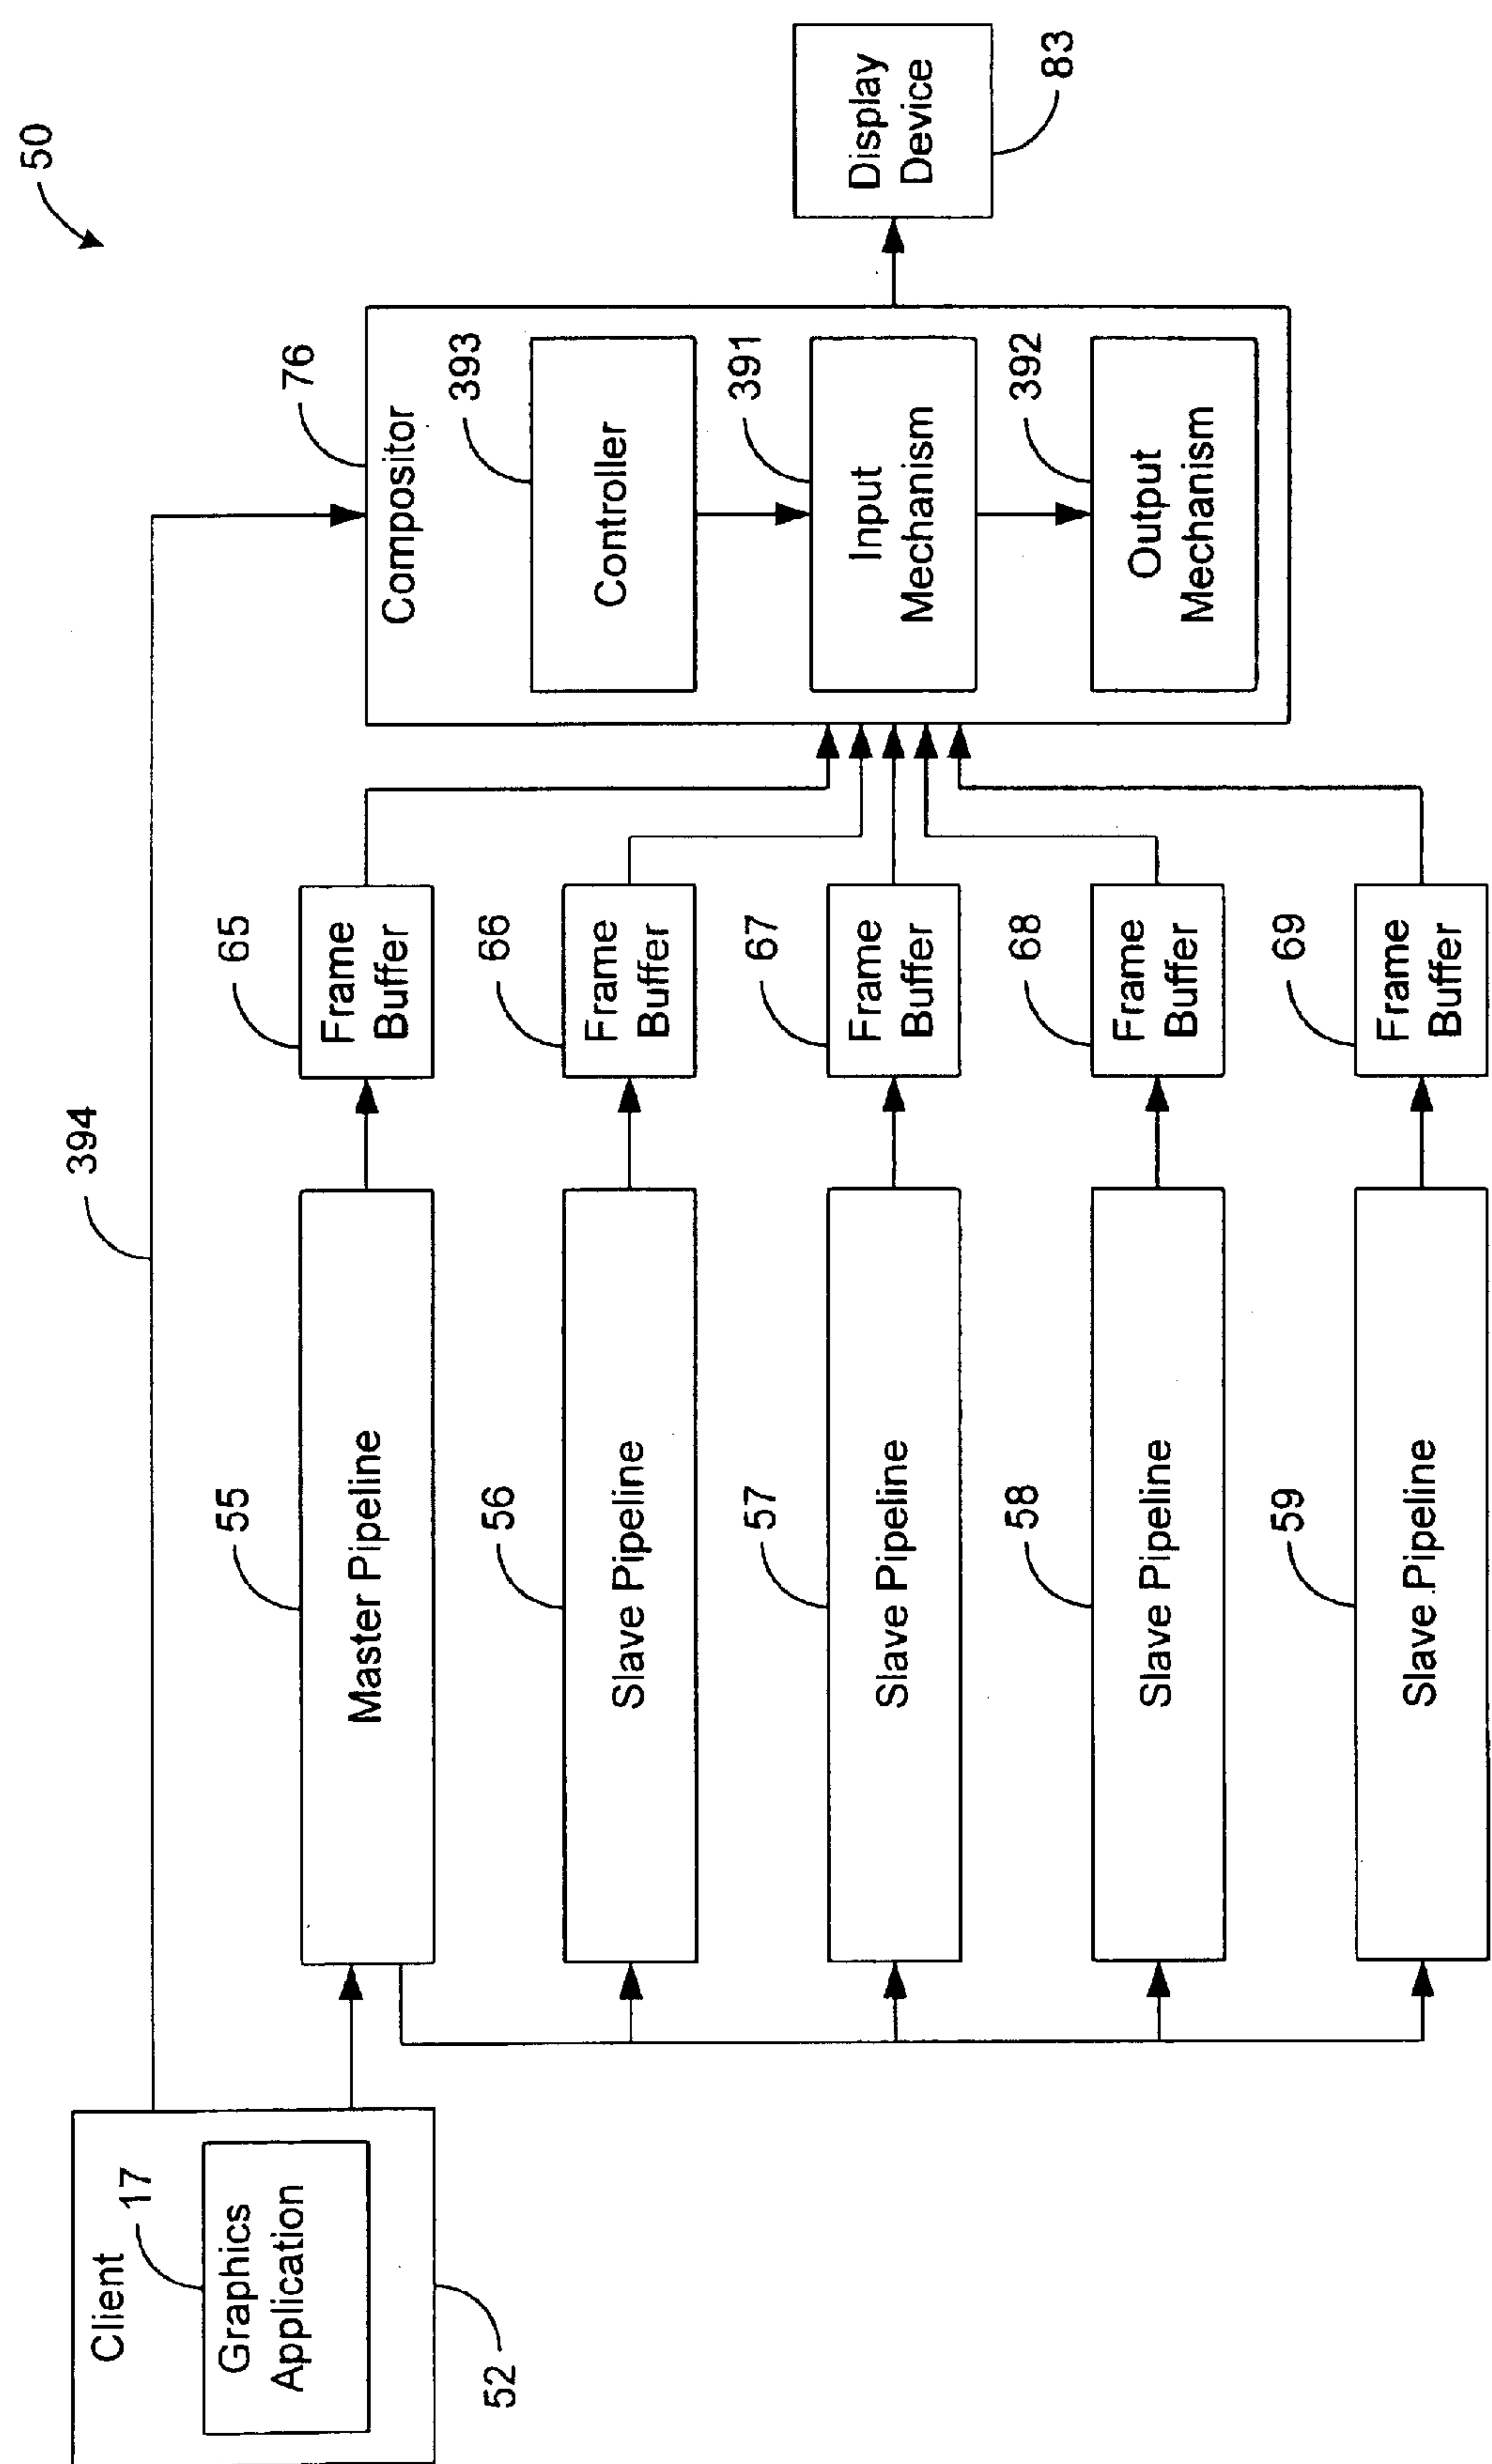 50
394
Client
17
Graphics
Application
52
55
Master Pipeline
65
Frame
Buffer
56
Slave Pipeline
66
Frame
Buffer
57
Slave Pipeline
67
Frame
Buffer
58
Slave Pipeline
68
Frame
Buffer
59
Slave Pipeline
69
Frame
Buffer
76
Compositor
393
Controller
391
Input
Mechanism
392
Output
Mechanism
Display
Device
83